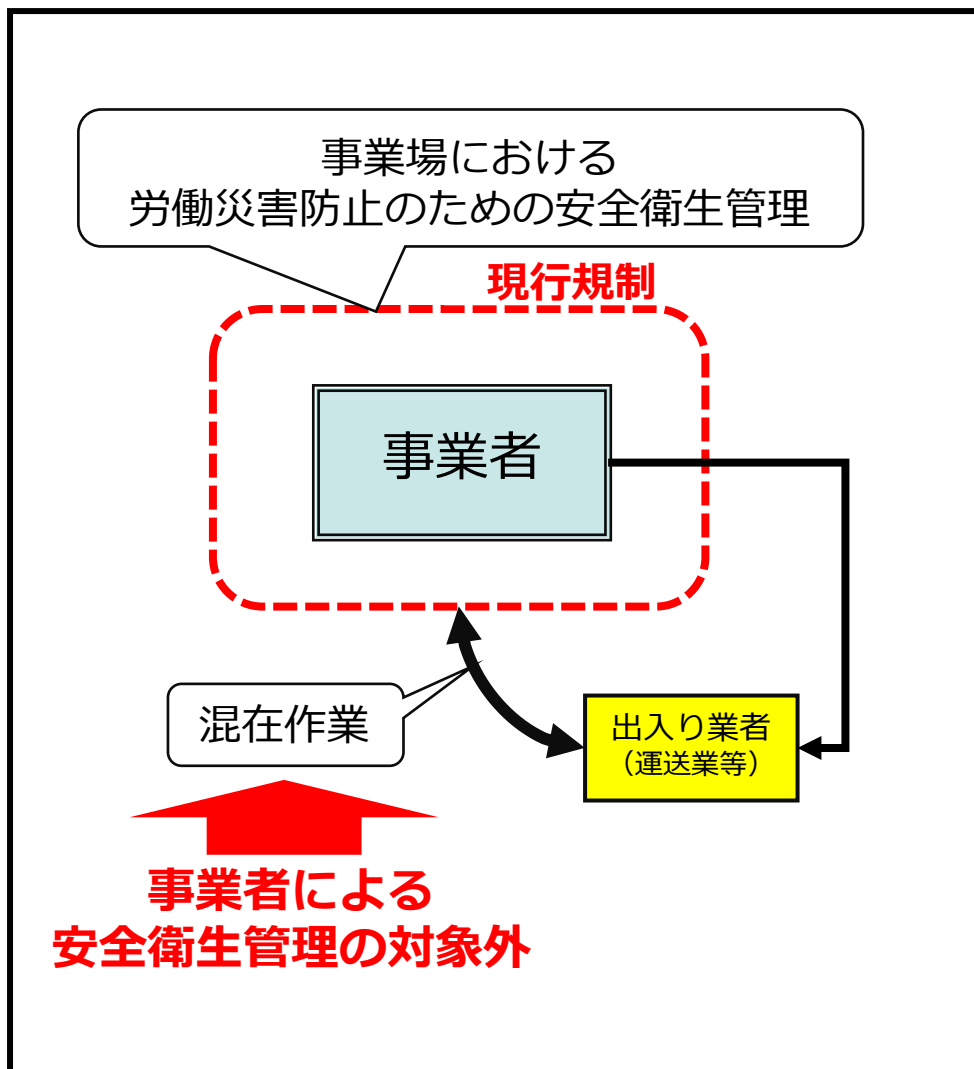 事業場における
労働災害防止のための安全衛生管理
現行規制
事業者
混在作業
出入り業者
（運送業等）
事業者による
安全衛生管理の対象外